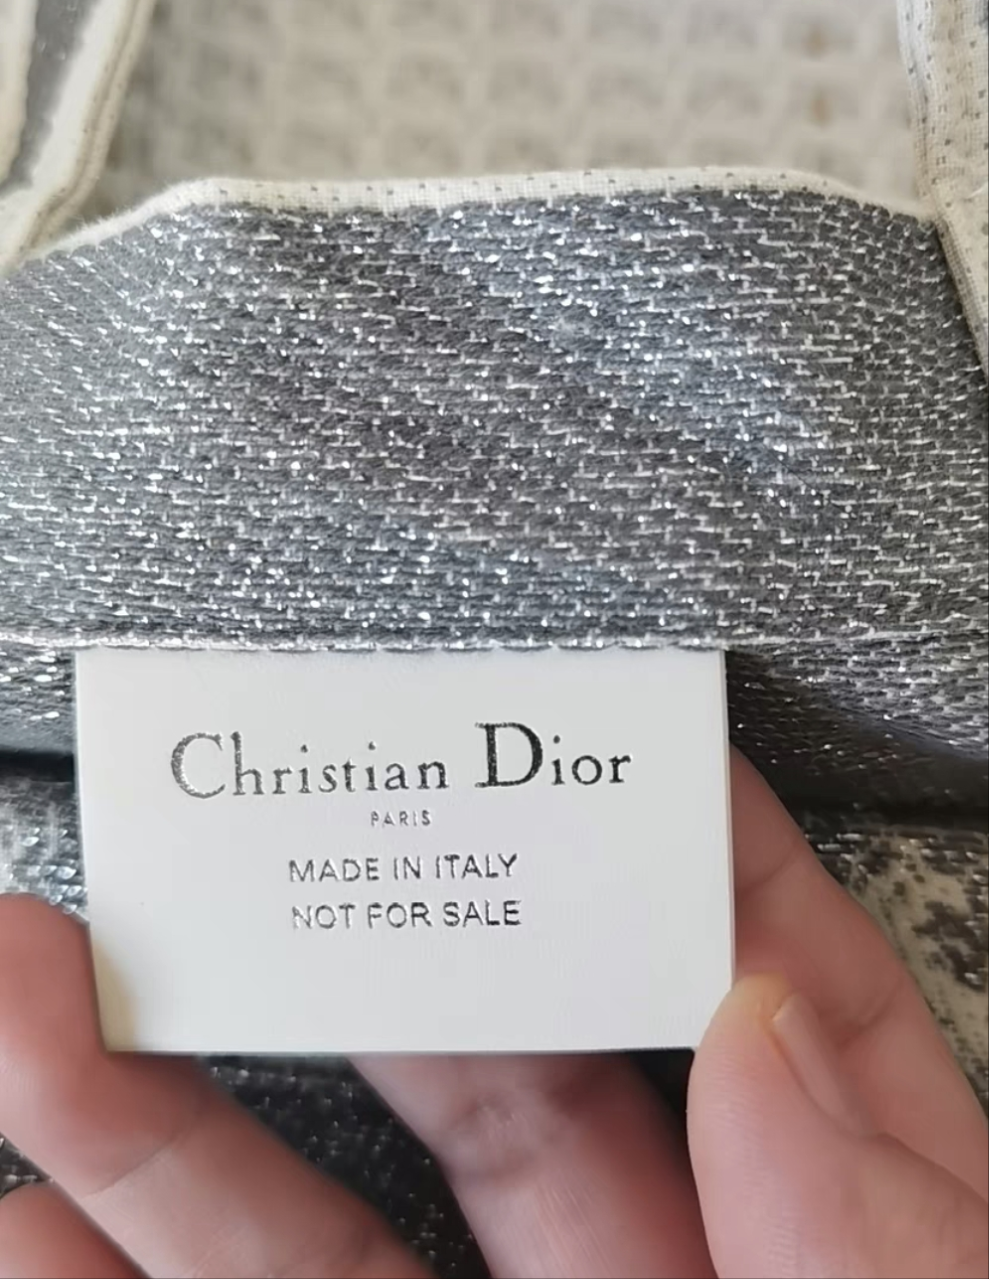 Christian Dior
PARIS
MADE IN ITALY
NOT FOR SALE